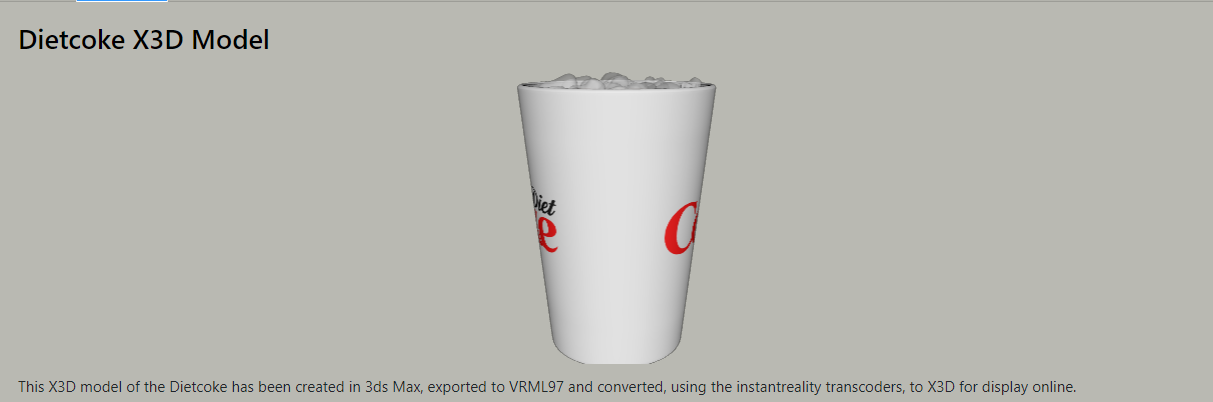 Dietcoke X3D Model
Diet
e C
This X3D model of the Dietcoke has been created in 3ds Max, exported to VRML97 and converted, using the instantreality transcoders, to X3D for display online.